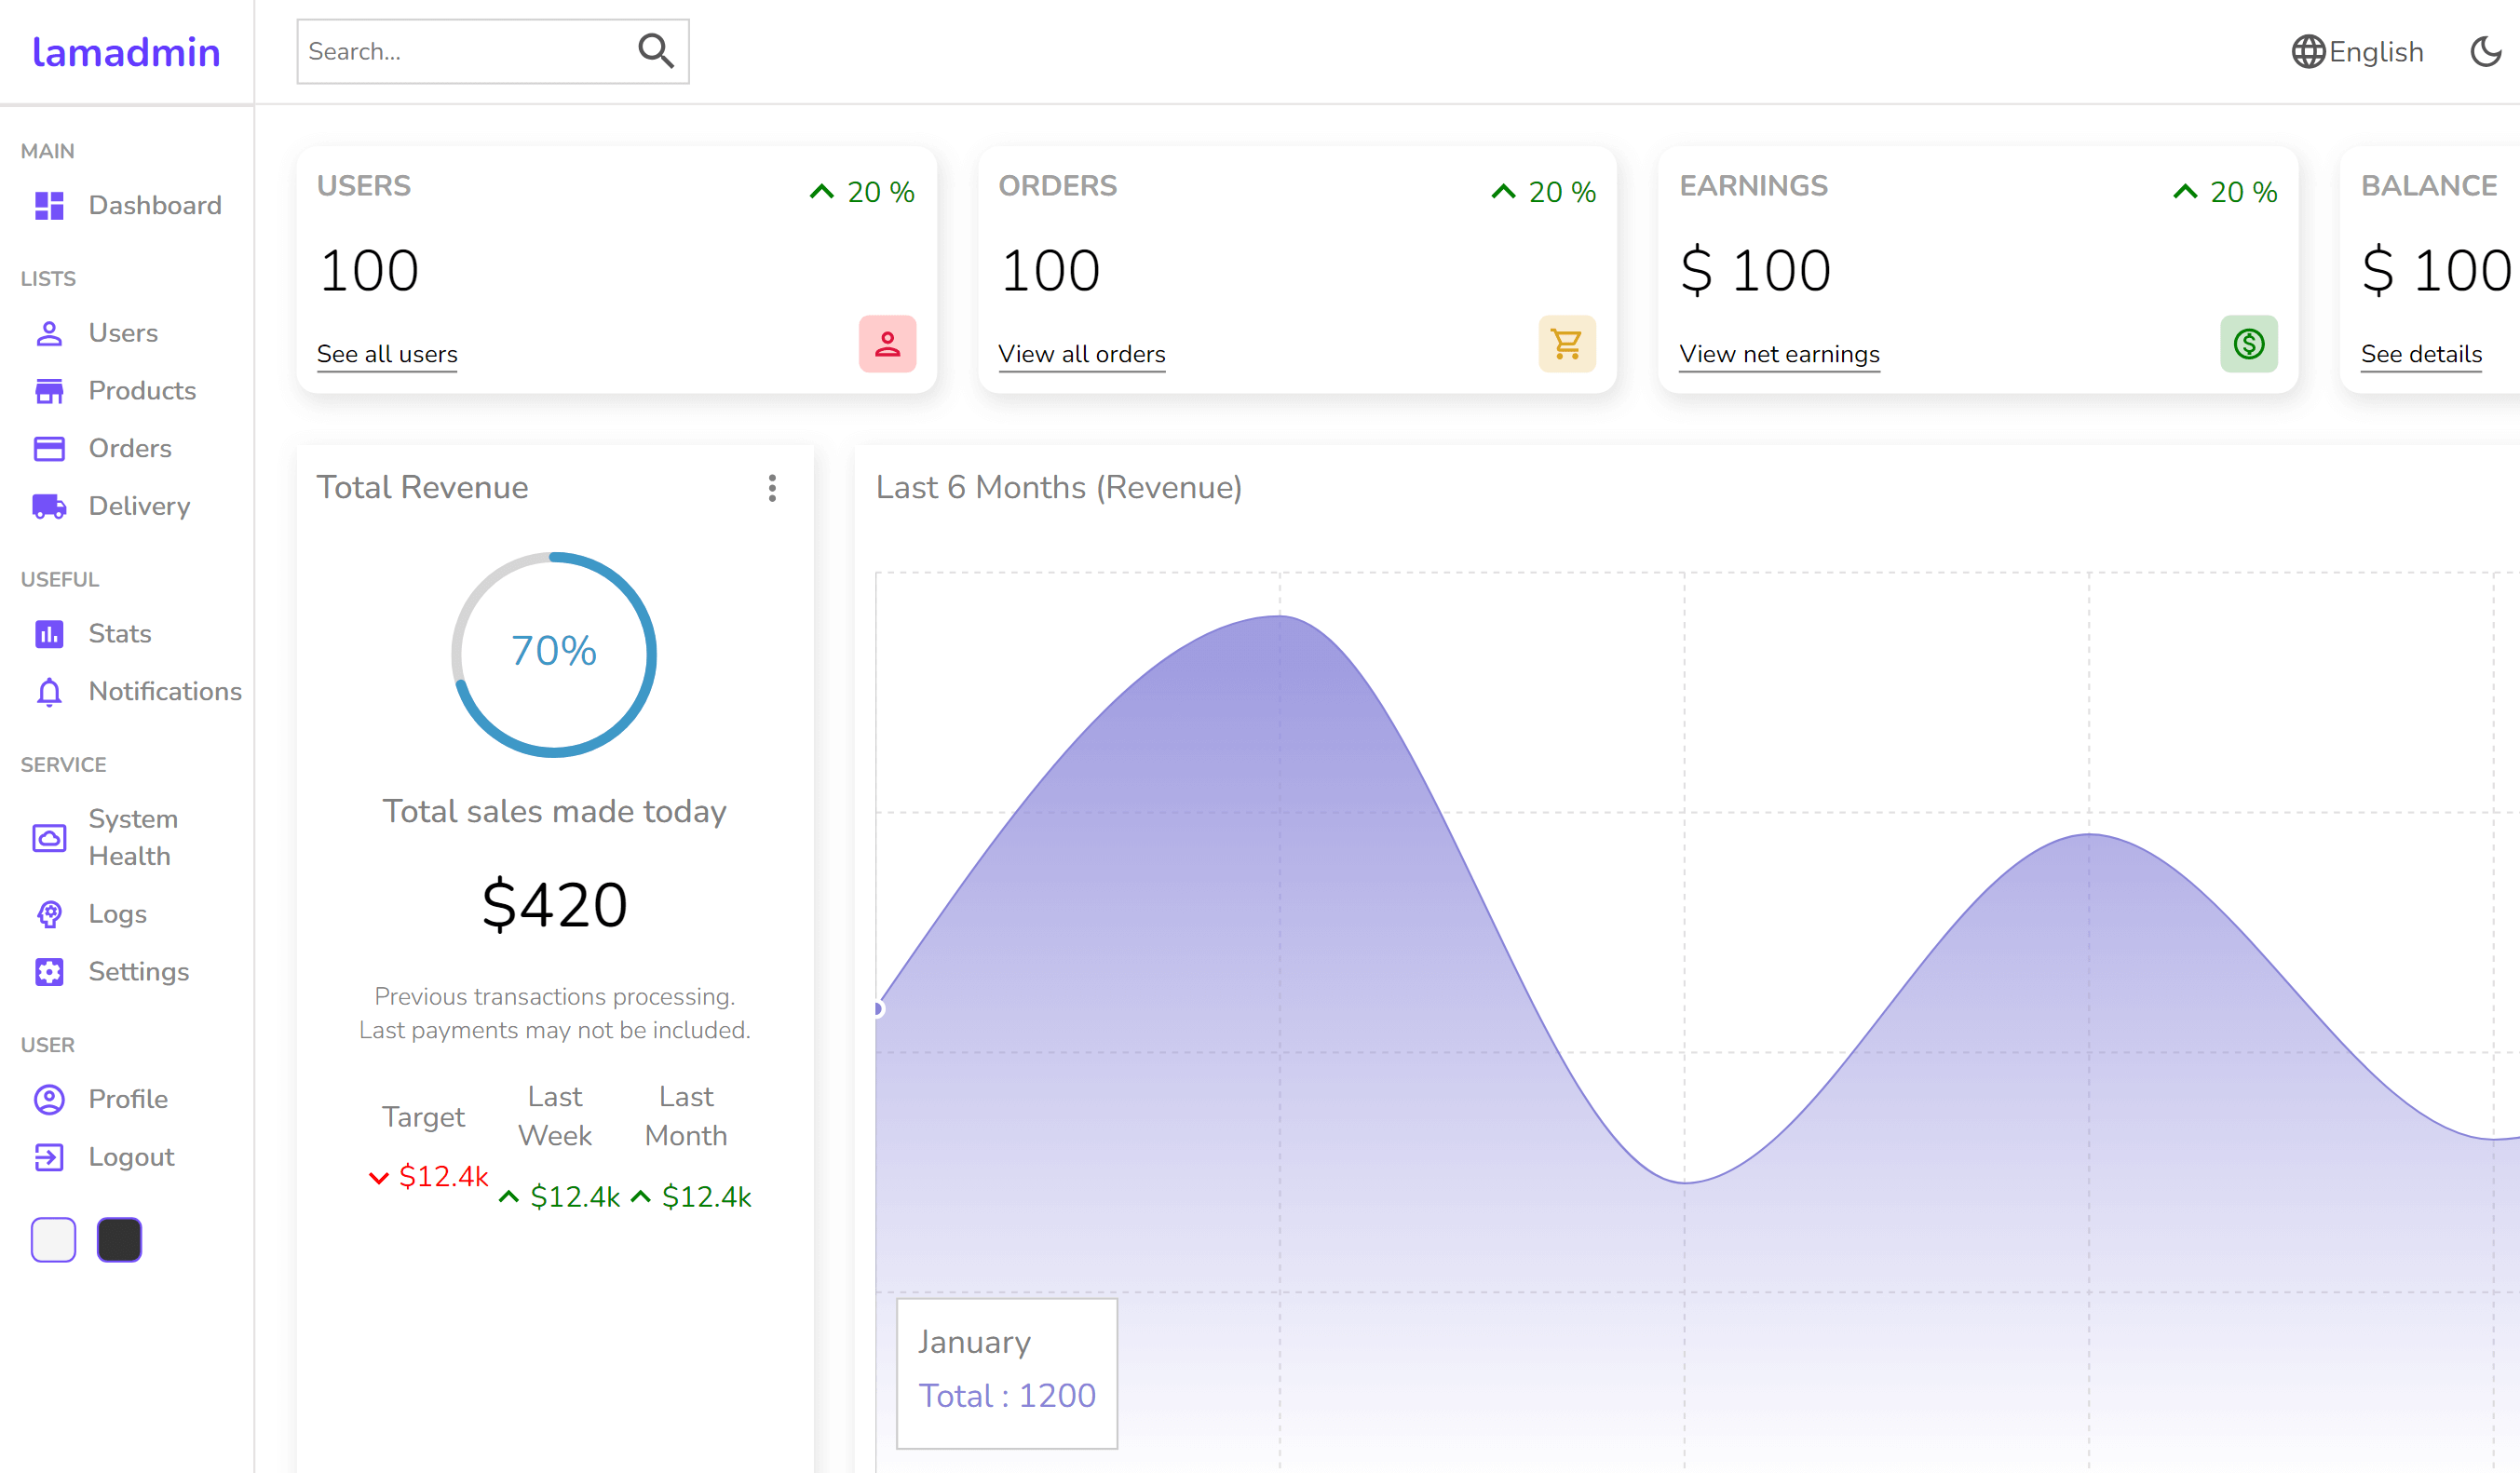 lamadmin
Search...
English
MAIN
Dashboard
LISTS
Users
Products
Orders
Delivery
USEFUL
Stats
Notifications
SERVICE
System
Health
Logs
Settings
USER
Profile
Logout
USERS
20 %
100
See all users
ORDERS
20 %
100
View all orders
EARNINGS
20 %
$ 100
View net earnings
BALANCE
$ 100
See details
Total Revenue
70%
Total sales made today
$420
Previous transactions processing.
Last payments may not be included.
Target
$12.4k
Last
Week
$12.4k
Last
Month
$12.4k
Last 6 Months (Revenue)
January
Total : 1200